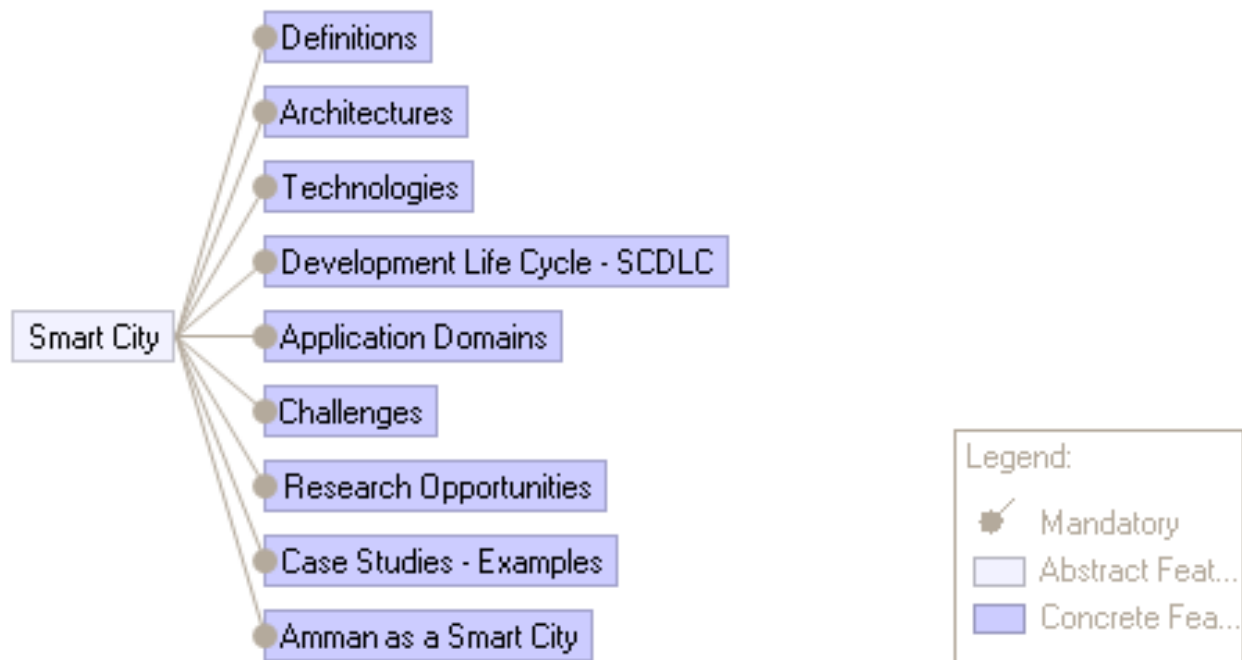 Definitions
Architectures
Technologies
Development Life Cycle - SCDLC
Smart City
Application Domains
Challenges
Research Opportunities
Case Studies - Examples
Amman as a Smart City
Legend:
Mandatory
Abstract Feat...
Concrete Fea...